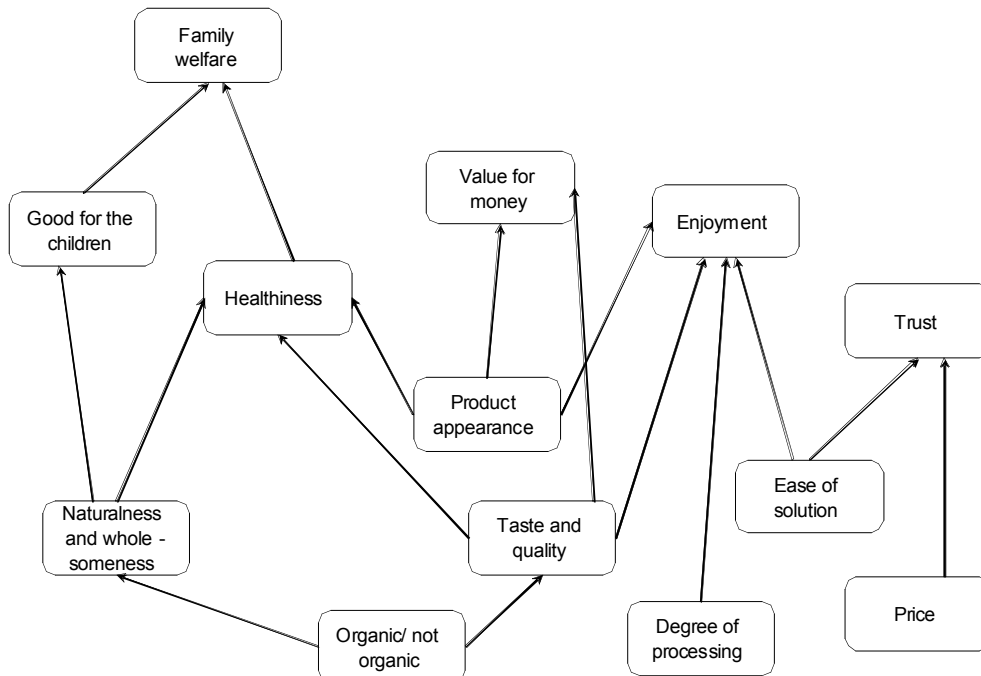 Family
welfare
Value for
money
Good for the
children
Enjoyment
Healthiness
Trust
Product
appearance
Ease of
solution
Naturalness
and whole -
someness
Taste and
quality
Organic/ not
organic
Degree of
processing
Price